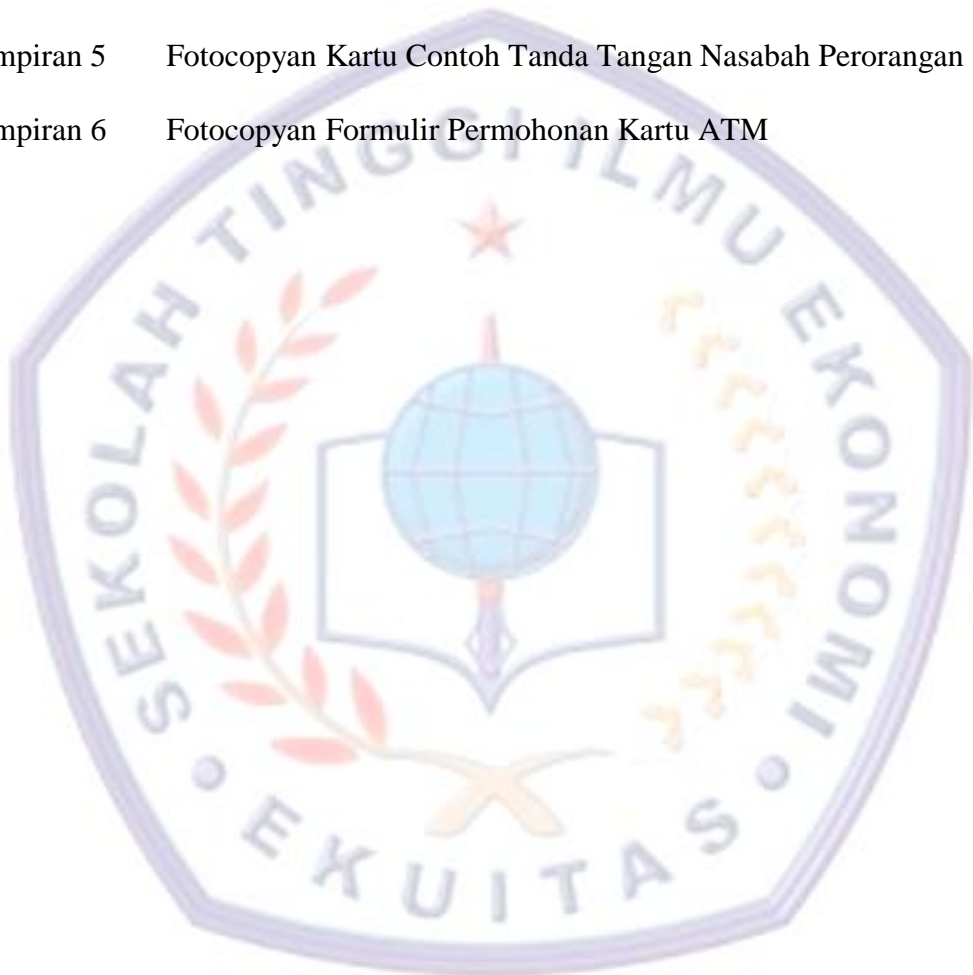 mpiran 5 Fotocopyan Kartu Contoh Tanda Tangan Nasabah Perorangan
mpiran 6 Fotocopyan Formulir Permohonan Kartu ATM
SEKOLAH TINGGI ILMU EKONOMI
EKUITAS